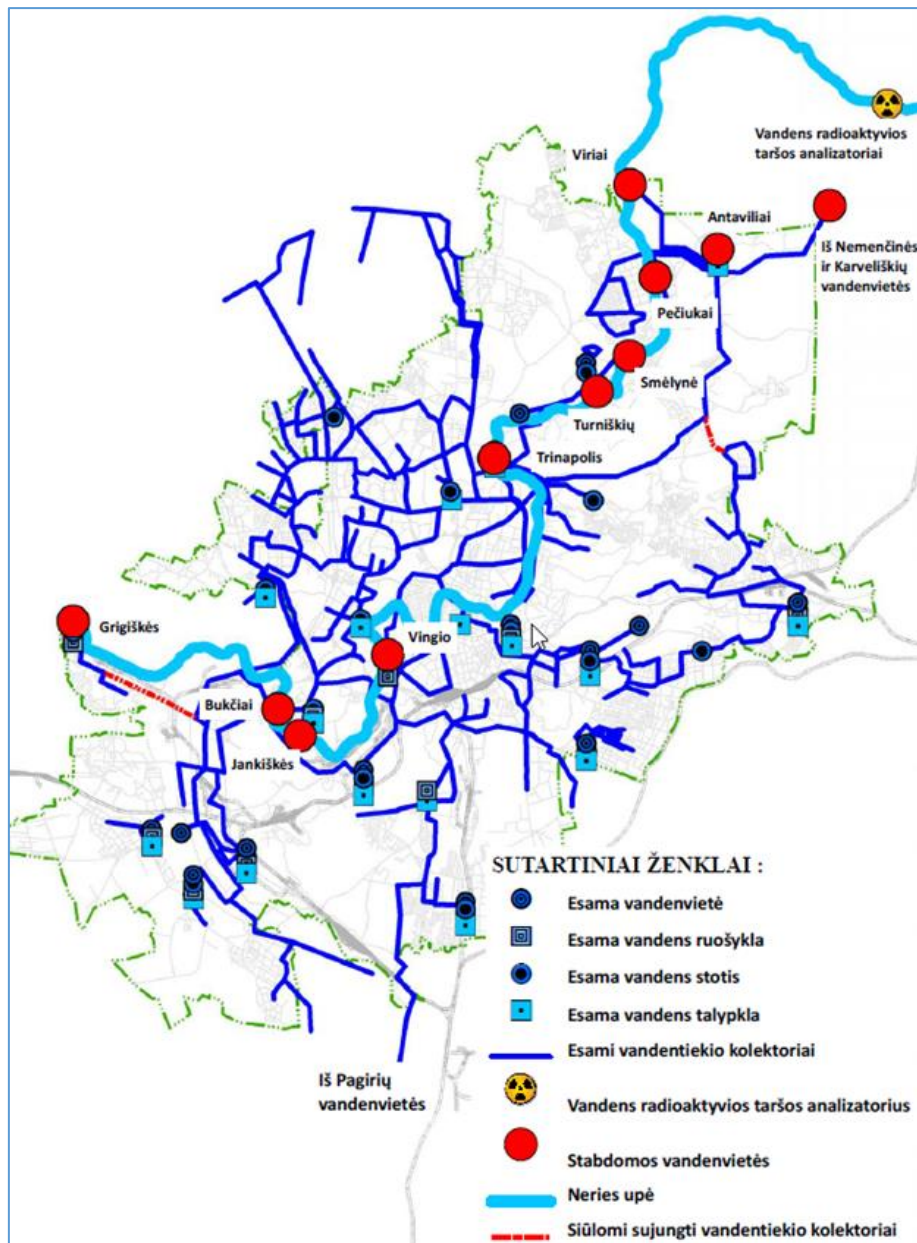 Vandens radioaktyvios
taršos analizatoriai
Viriai
Antaviliai
Iš Nemenčinės
ir Karveliškių
vandenvietės
Pečiukai
Smėlynė
Turniškių
Trinapolis
Grigiškės
Vingio
Bukčiai
Jankiškės
SUTARTINIAI ŽENKLAI :
Esama vandenvietė
Esama vandens ruošykla
Esama vandens stotis
Esama vandens talypkla
Esami vandentiekio kolektoriai
Iš Pagirių
vandenvietės
Vandens radioaktyvios taršos analizatorius
Stabdomos vandenvietės
Neries upė
Siūlomi sujungti vandentiekio kolektoriai